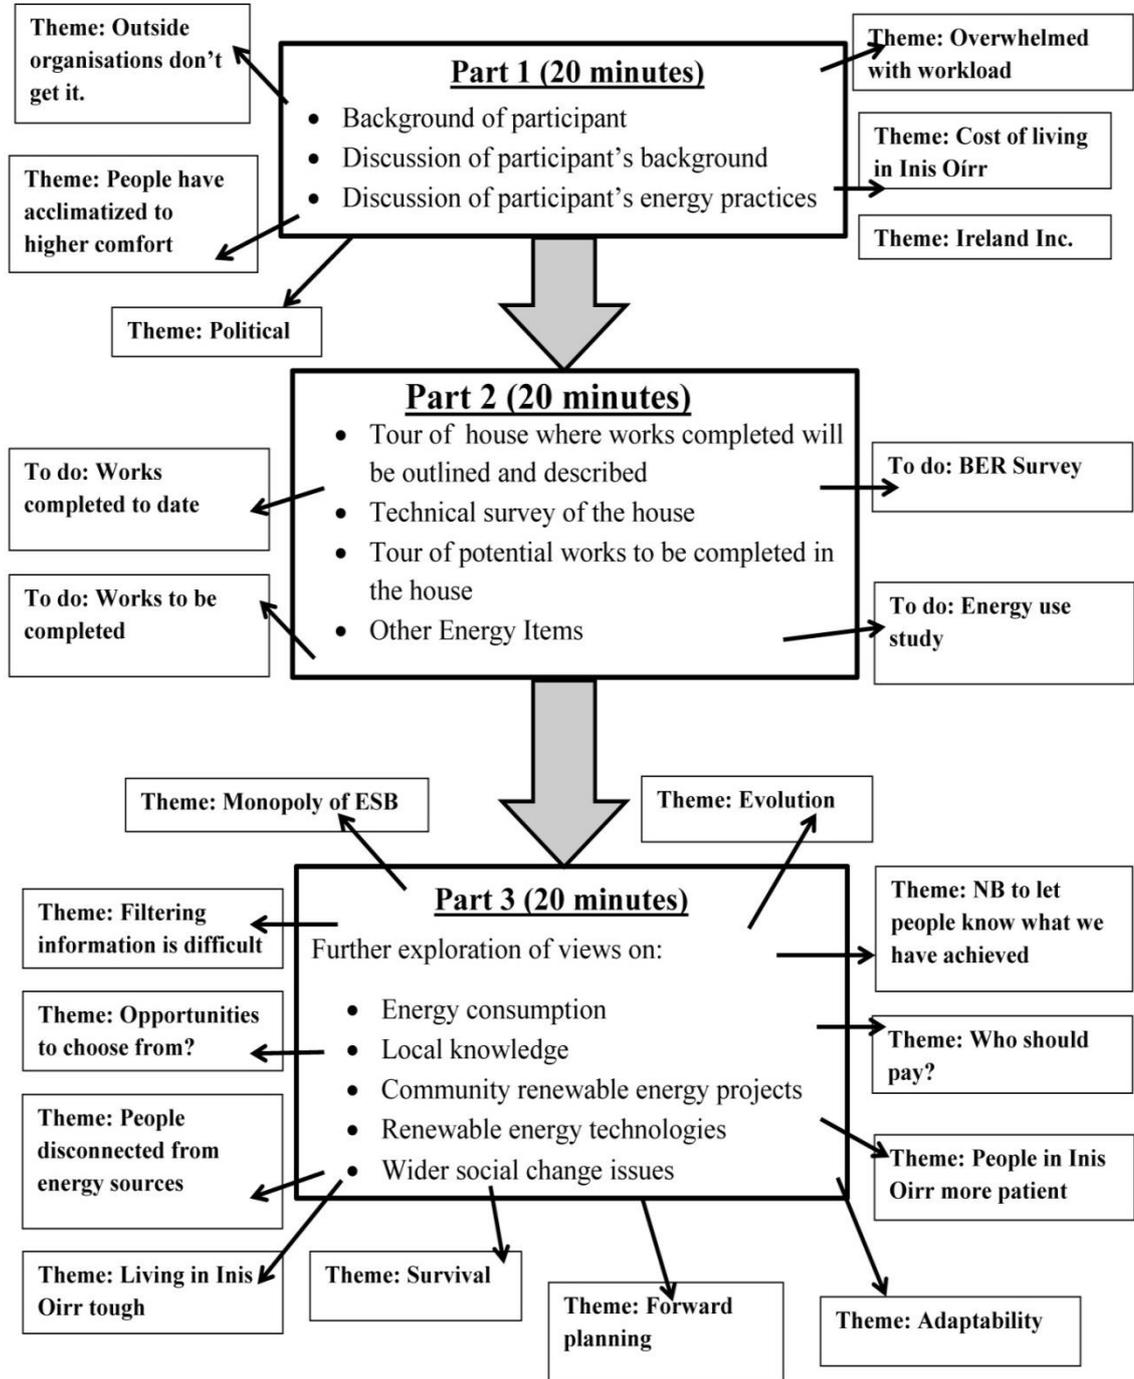 Theme: Outside
organisations don’t
get it.
Theme: People have
acclimatized to
higher comfort
Theme: Political
Part 1 (20 minutes)
• Background of participant
• Discussion of participant’s background
• Discussion of participant’s energy practices
Theme: Overwhelmed
with workload
Theme: Cost of living
in Inis Oírr
Theme: Ireland Inc.
Part 2 (20 minutes)
• Tour of house where works completed will
be outlined and described
• Technical survey of the house
• Tour of potential works to be completed in
the house
• Other Energy Items
To do: Works
completed to date
To do: Works to be
completed
To do: BER Survey
To do: Energy use
study
Theme: Monopoly of ESB
Theme: Evolution
Part 3 (20 minutes)
Further exploration of views on:
• Energy consumption
• Local knowledge
• Community renewable energy projects
• Renewable energy technologies
• Wider social change issues
Theme: Filtering
information is difficult
Theme: Opportunities
to choose from?
Theme: People
disconnected from
energy sources
Theme: Living in Inis
Oirr tough
Theme: NB to let
people know what we
have achieved
Theme: Who should
pay?
Theme: People in Inis
Oirr more patient
Theme: Survival
Theme: Forward
planning
Theme: Adaptability